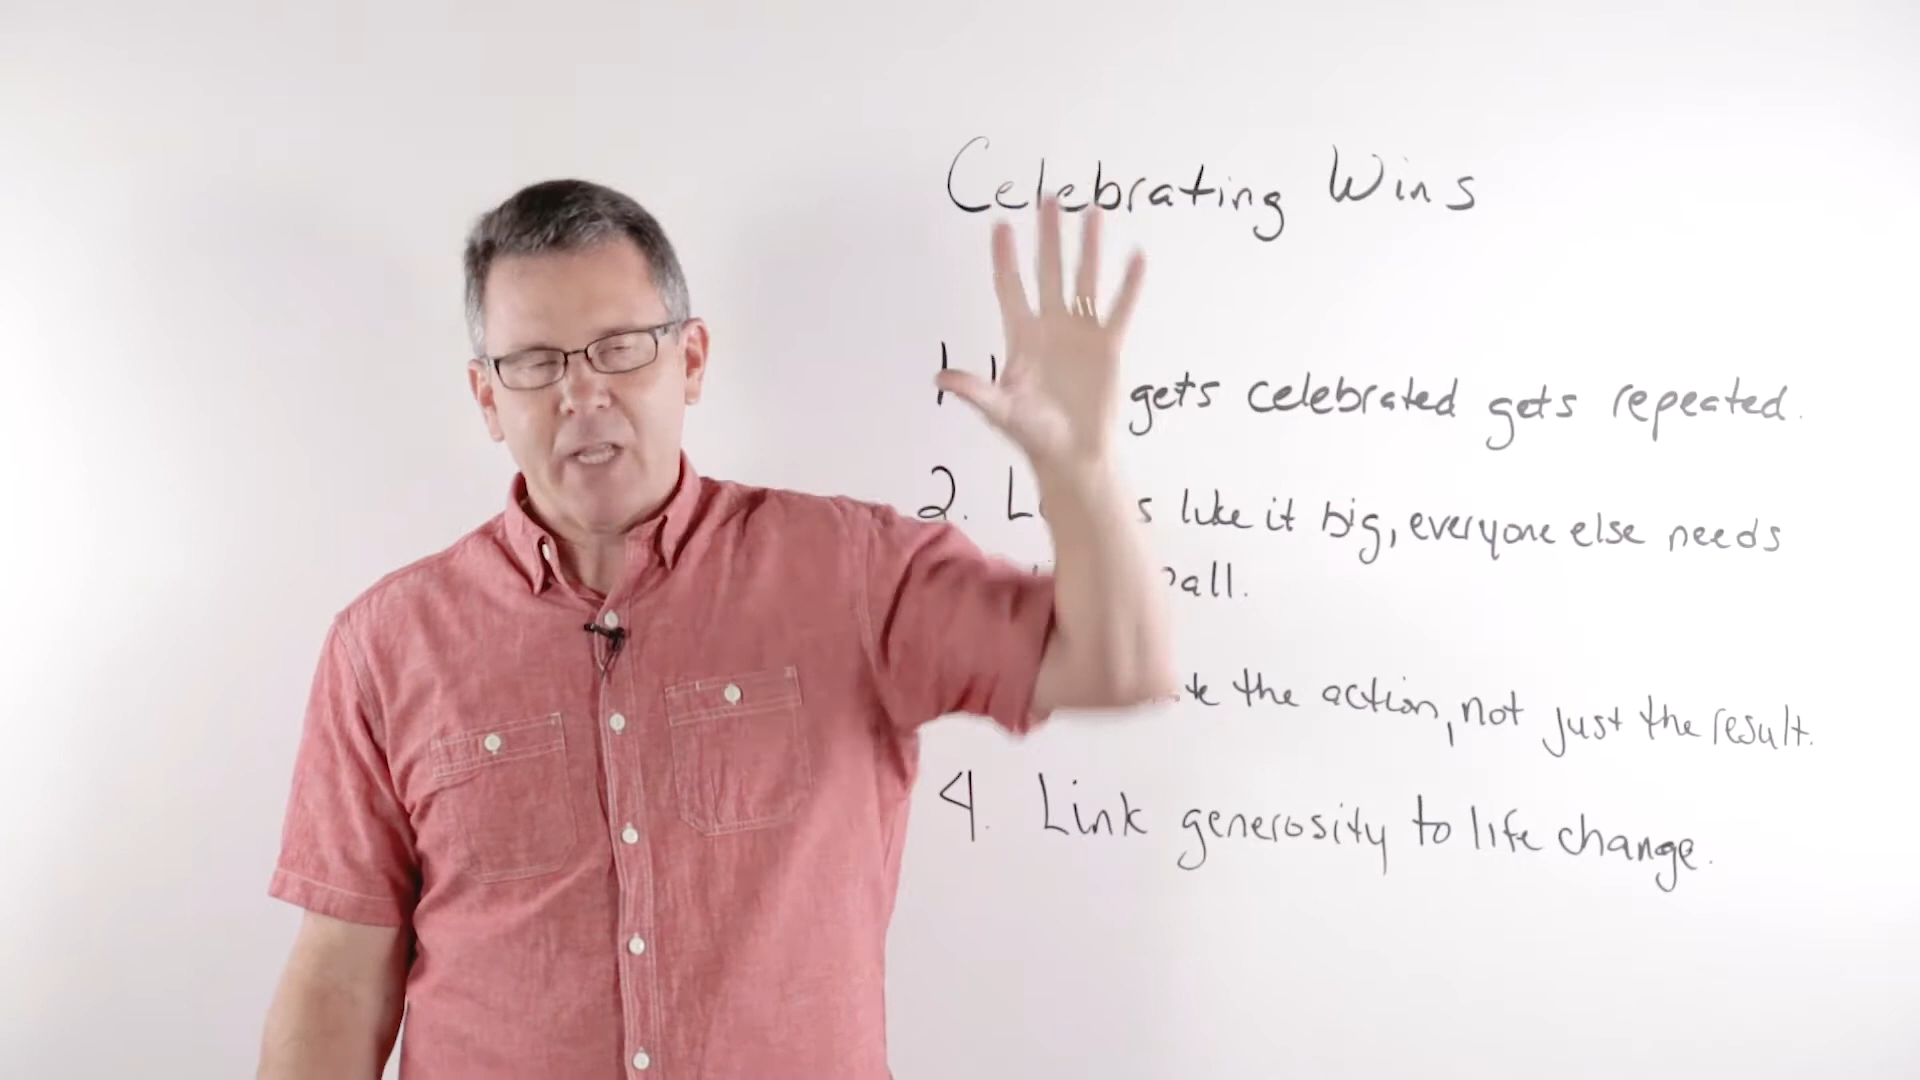 Celebrating Wins
gets celebrated gets repeated.
2. like it big, everyone else needs
all.
the action, not just the result.
4. Link generosity to life change.